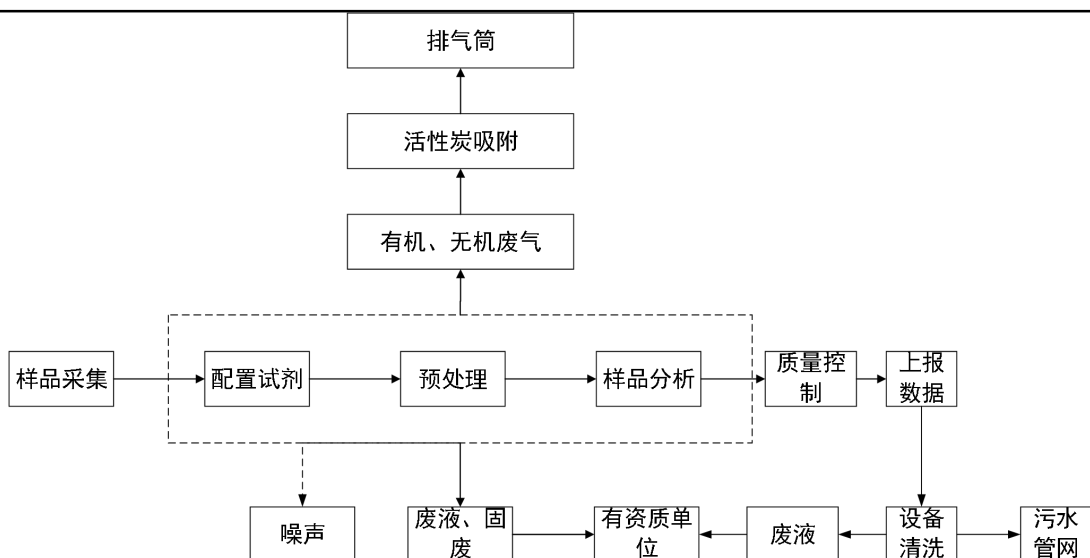 排气筒
活性炭吸附
有机、无机废气
样品采集
配置试剂
预处理
样品分析
质量控
制
上报
数据
噪声
废液、固
废
有资质单
位
废液
设备
清洗
污水
管网